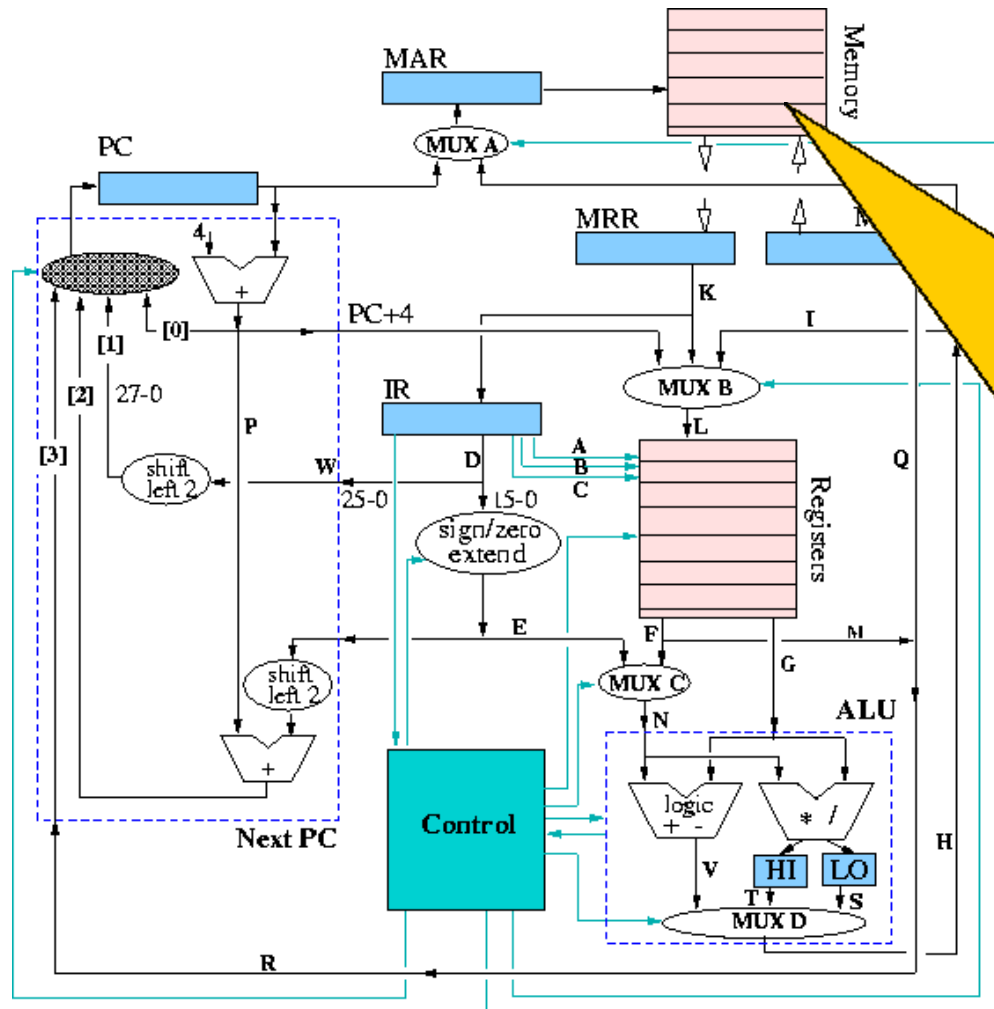 Memory
MAR
MUX A
PC
4
MRR
M
+
K
[0]
PC+4
I
[1]
MUX B
[2]
27-0
IR
L
P
A
[3]
D
B
Q
W
C
shift
left 2
25-0
15-0
Registers
sign/zero
extend
E
F
M
G
shift
left 2
MUX C
N
ALU
+
logic
+ -
* /
Control
Next PC
V
HI
LO
H
T
S
MUX D
R